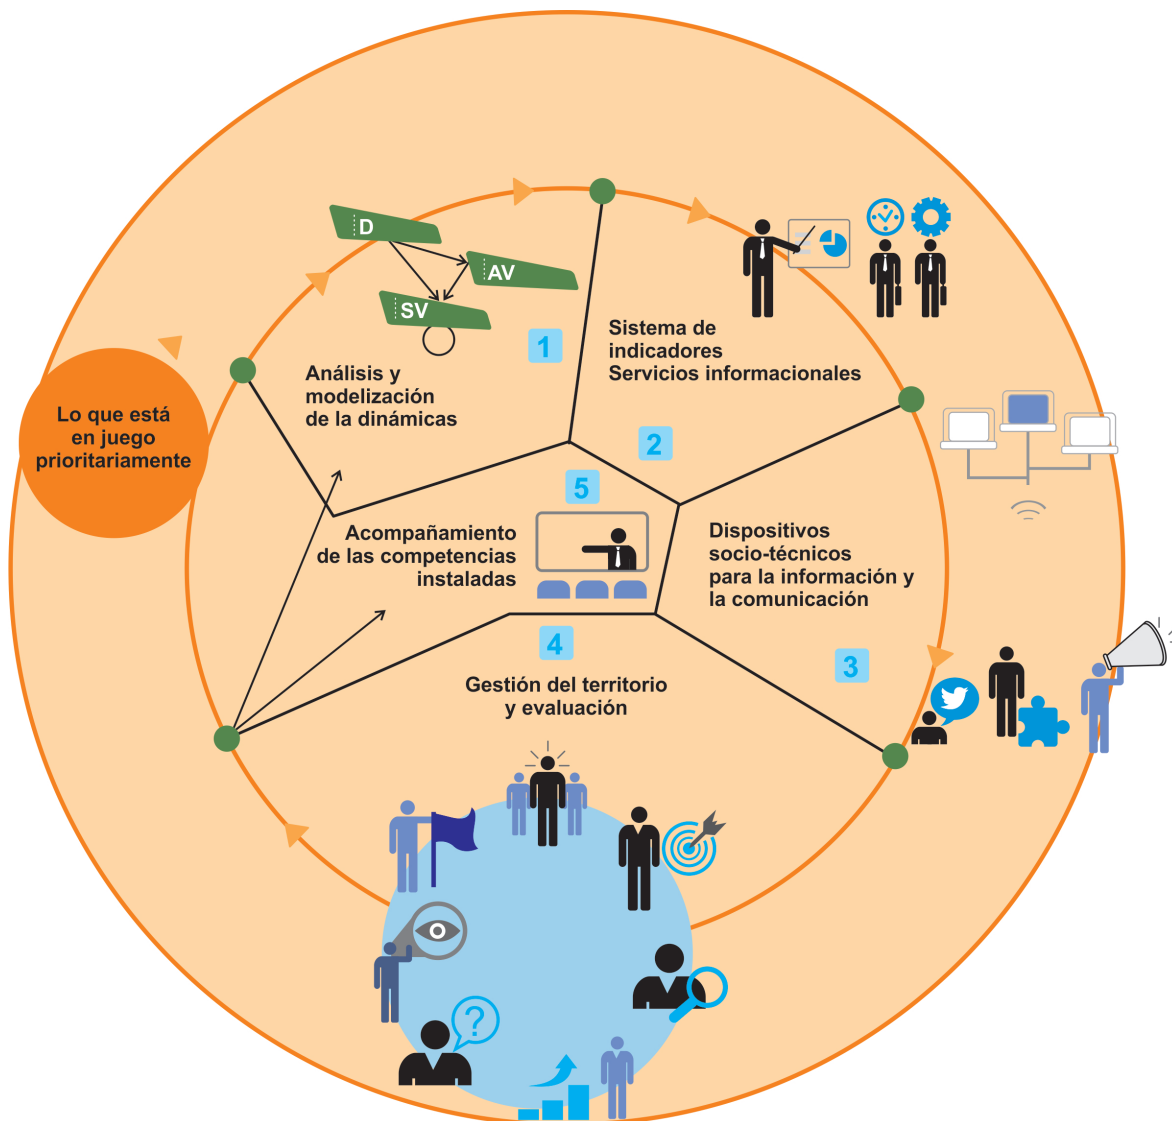 D
AV
SV
1
Análisis y
modelización
de la dinámicas
Sistema de
indicadores
Servicios informacionales
2
Lo que está
en juego
prioritariamente
5
Acompañamiento
de las competencias
instaladas
Dispositivos
socio-técnicos
para la información y
la comunicación
3
4
Gestión del territorio
y evaluación
?